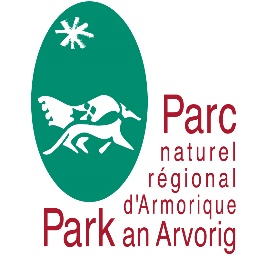 Parc
naturel
régional
d'Armorique
Park an Arvorig